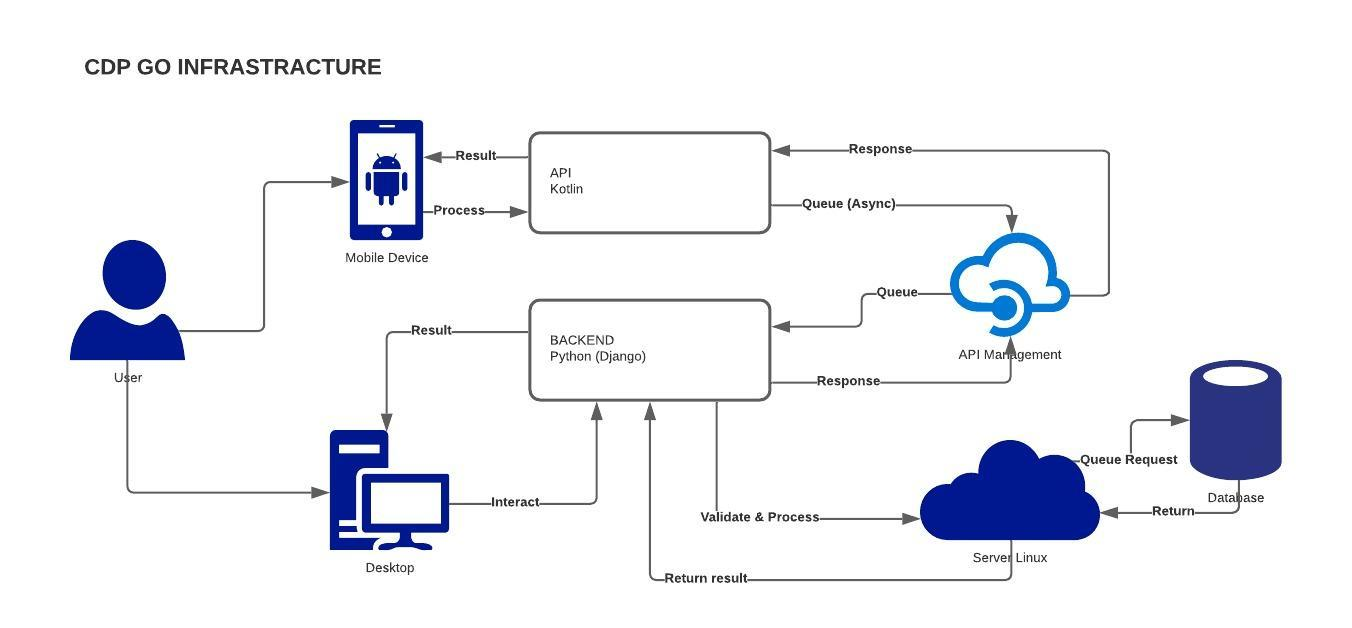 CDP GO INFRASTRACTURE
Result
API
Kotlin
Response
Queue (Async)
Process
Mobile Device
Queue
BACKEND
Python (Django)
Result
API Management
User
Response
Queue Request
Database
Interact
Validate & Process
Return
Desktop
Server Linux
Return result